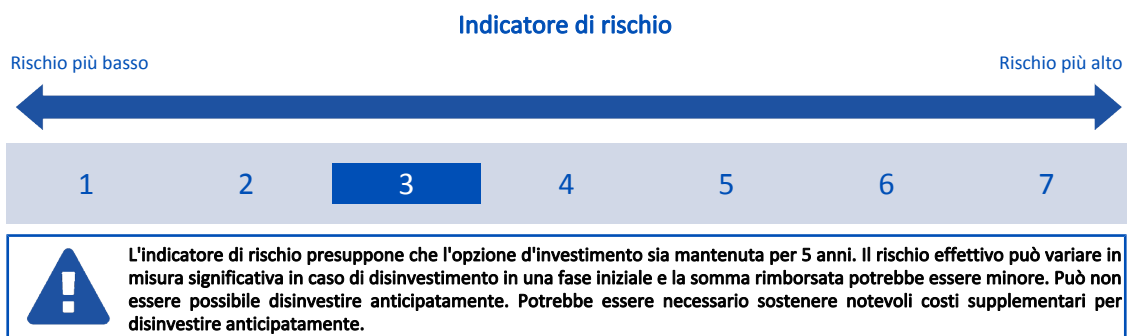 Indicatore di rischio
Rischio più basso Rischio più alto
1 2 3 4 5 6 7
L'indicatore di rischio presuppone che l'opzione d'investimento sia mantenuta per 5 anni. Il rischio effettivo può variare in
misura significativa in caso di disinvestimento in una fase iniziale e la somma rimborsata potrebbe essere minore. Può non
essere possibile disinvestire anticipatamente. Potrebbe essere necessario sostenere notevoli costi supplementari per
disinvestire anticipatamente.